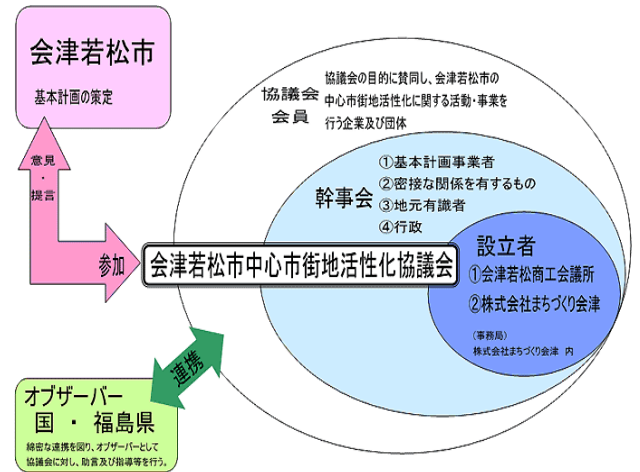 会津若松市
基本計画の策定
意見
・
提言
参加
協議会
会員
協議会の目的に賛同し、会津若松市の
中心市街地活性化に関する活動・事業を
行う企業及び団体
幹事会
①基本計画事業者
②密接な関係を有するもの
③地元有識者
④行政
会津若松市中心市街地活性化協議会
設立者
①会津若松商工会議所
②株式会社まちづくり会津
(事務局)
株式会社まちづくり会津 内
連携
オブザーバー
国 ・ 福島県
綿密な連携を図り、オブザーバーとして
協議会に対し、助言及び指導等を行う。